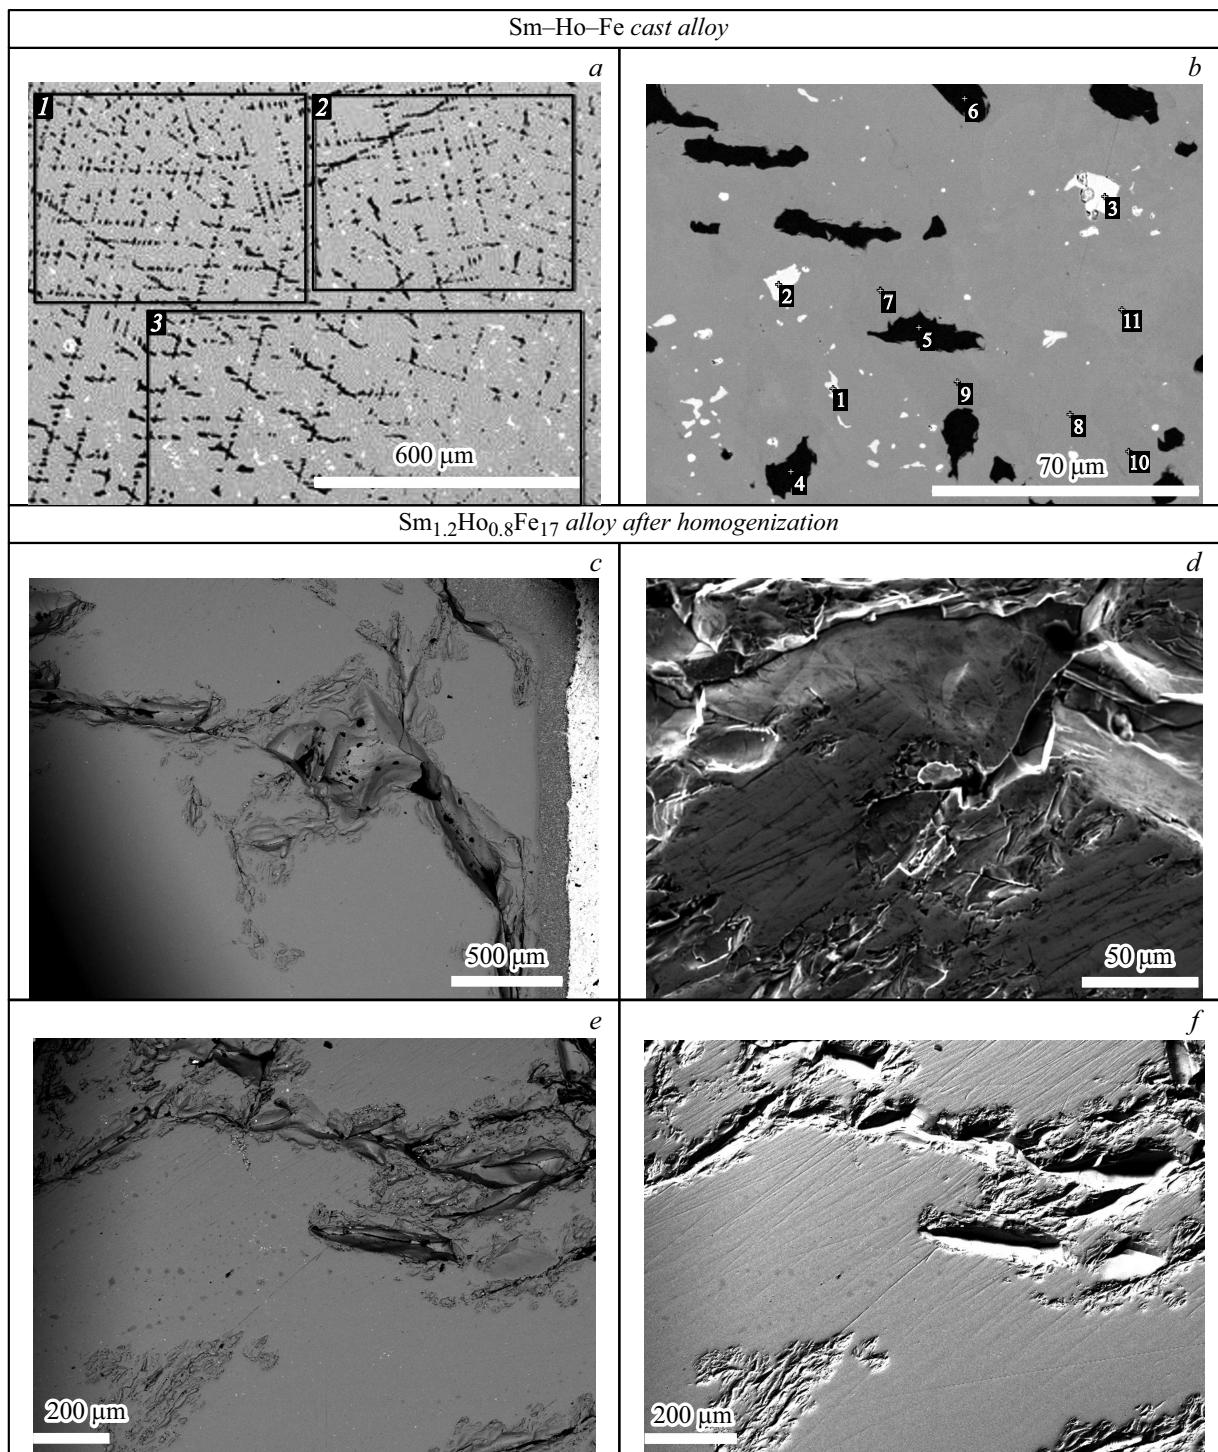 Sm–Ho–Fe cast alloy
a
b
1
2
3
600 μm
6
3
2
7
11
5
1
9
8
10
4
70 μm
Sm1.2Ho0.8Fe17 alloy after homogenization
c
d
500 μm
50 μm
e
f
200 μm
200 μm